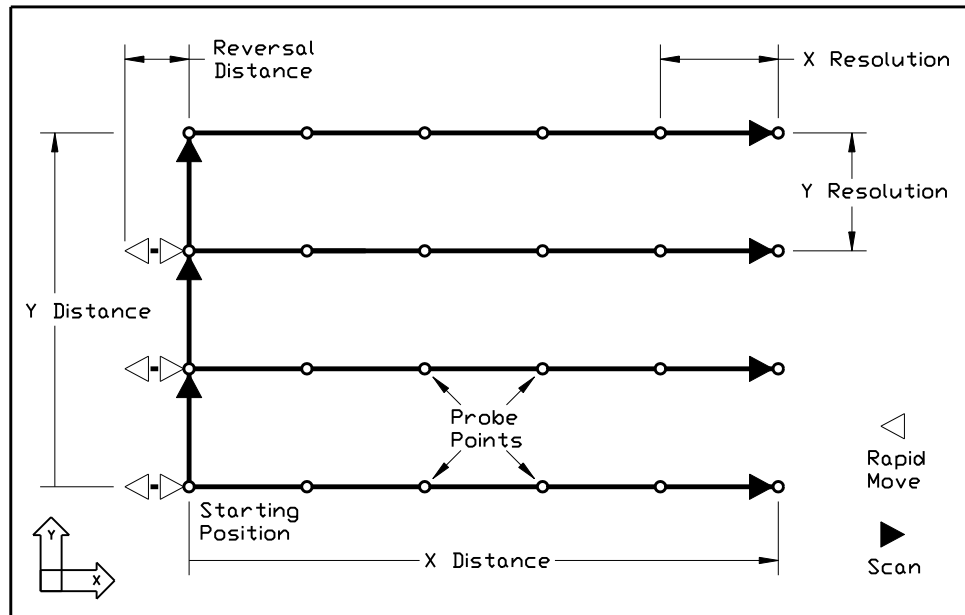 Reversal
Distance
X Resolution
Y Resolution
Y Distance
Probe
Points
Rapid
Move
Starting
Position
X Distance
Scan
Y
X